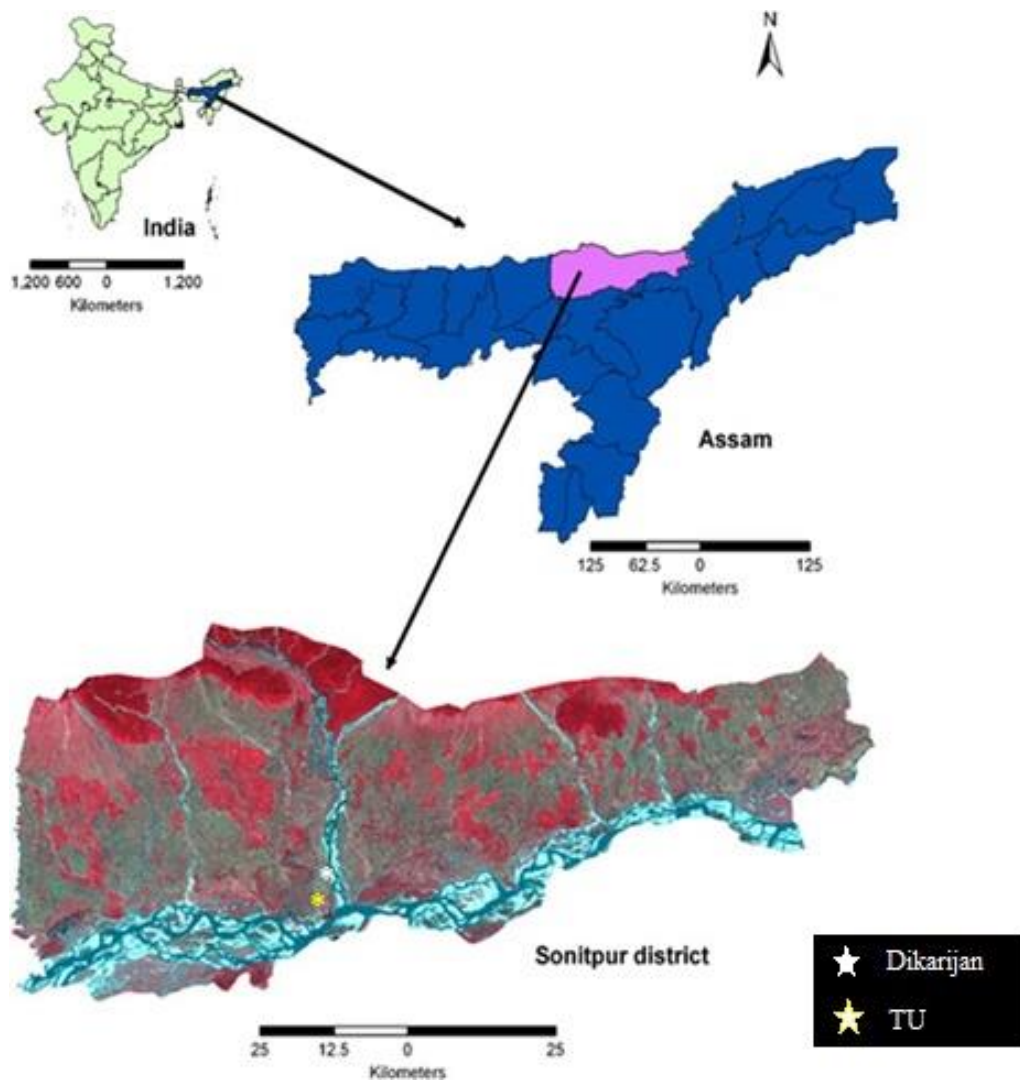 N
India
1,200 600 0 1,200
Kilometers
Assam
125 62.5 0 125
Kilometers
Sonitpur district
Dikarijan
TU
25 12.5 0 25
Kilometers